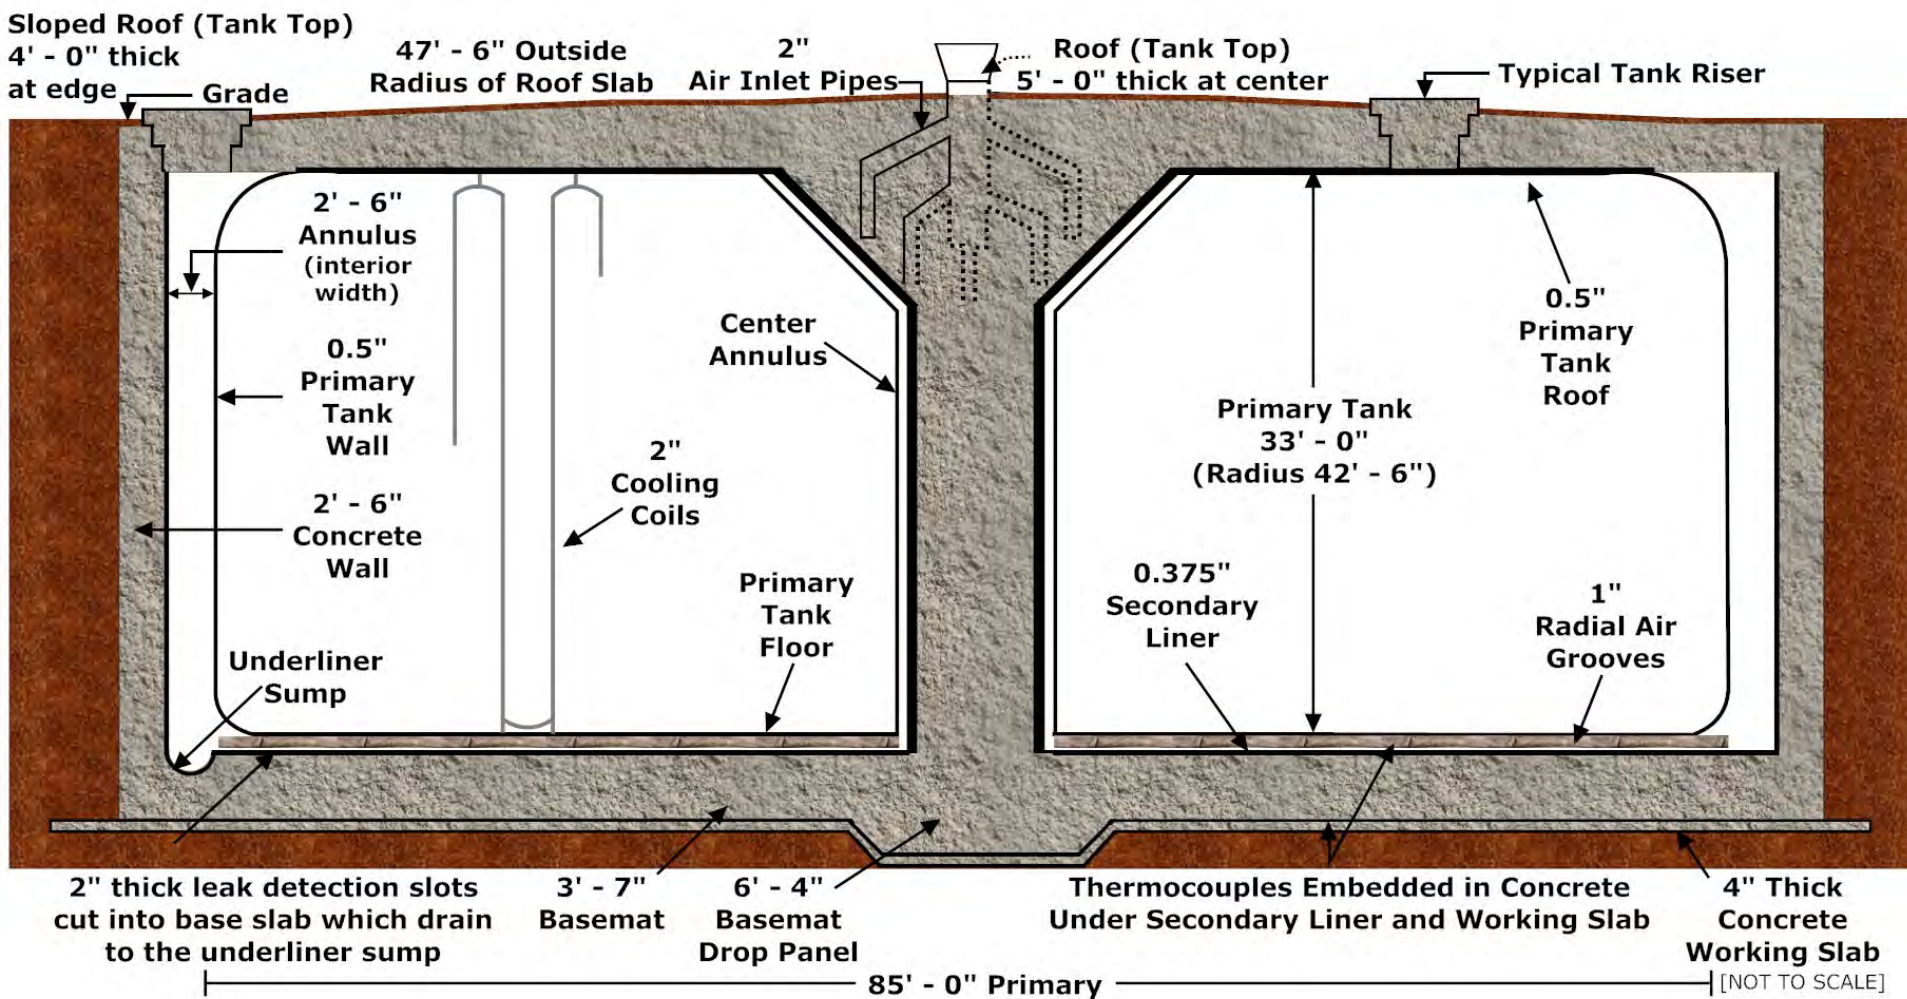 Sloped Roof (Tank Top)
4' - 0" thick
at edge
Grade
47' - 6" Outside
Radius of Roof Slab
2"
Air Inlet Pipes
Roof (Tank Top)
5' - 0" thick at center
Typical Tank Riser
2' - 6"
Annulus
(interior
width)
0.5"
Primary
Tank
Wall
2' - 6"
Concrete
Wall
Underliner
Sump
2"
Cooling
Coils
Center
Annulus
Primary
Tank
Floor
Primary Tank
33' - 0"
(Radius 42' - 6")
0.5"
Primary
Tank
Roof
0.375"
Secondary
Liner
1"
Radial Air
Grooves
2" thick leak detection slots
cut into base slab which drain
to the underliner sump
3' - 7"
Basemat
6' - 4"
Basemat
Drop Panel
Thermocouples Embedded in Concrete
Under Secondary Liner and Working Slab
4" Thick
Concrete
Working Slab
85' - 0" Primary
[NOT TO SCALE]